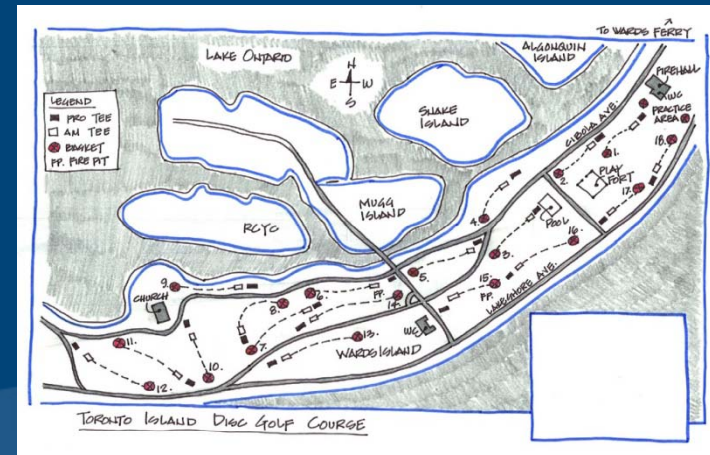 TO WARDS FERRY
LAKE ONTARIO
N
E W
S
ALGONQUIN
ISLAND
FIREHALL
WC
PRACTICE
AREA
LEGEND
PRO TEE
AM TEE
BASKET
FP. FIRE PIT
SNAKE
ISLAND
CIBOLA AVE.
18.
1.
2.
PLAY
FORT
17.
MUGG
ISLAND
RCYC
4.
POOL
3.
16.
5.
15.
FP.
LAKESHORE AVE.
9.
CHURCH
8.
6.
FP.
14.
7.
13.
WC
WARDS ISLAND
11.
10.
12.
TORONTO ISLAND DISC GOLF COURSE